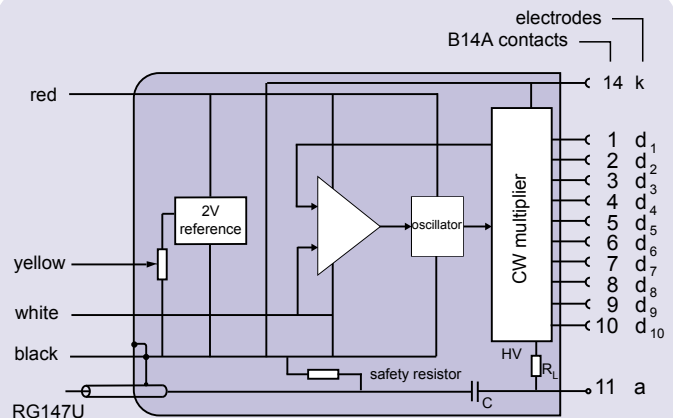 electrodes
B14A contacts
red
14 k
1 d1
2 d2
3 d3
4 d4
5 d5
6 d6
7 d7
8 d8
9 d9
10 d10
2V
reference
oscillator
CW multiplier
yellow
white
black
HV
RL
safety resistor
C
11 a
RG147U